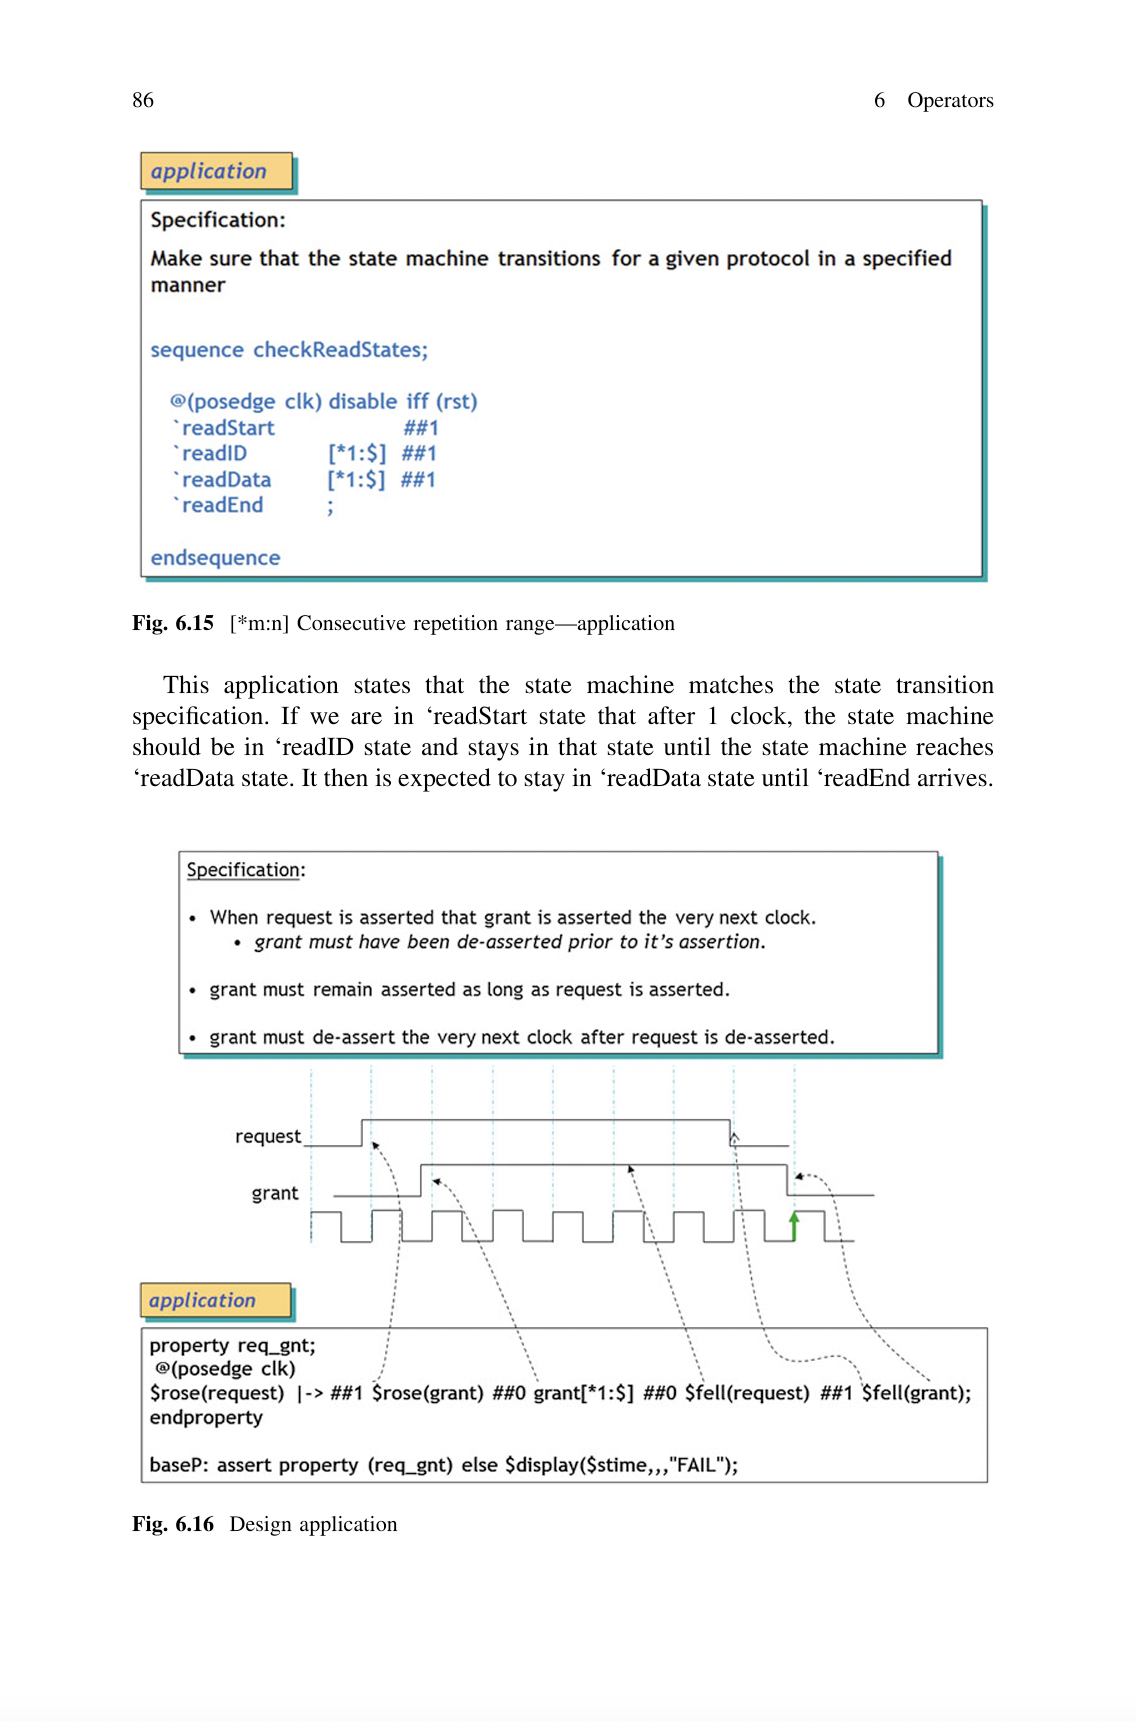 86
6 Operators
application
Specification:
Make sure that the state machine transitions for a given protocol in a specified
manner
sequence checkReadStates;
@(posedge clk) disable iff (rst)
`readStart ##1
`readID [*1:$] ##1
`readData [*1:$] ##1
`readEnd ;
endsequence
Fig. 6.15 [*m:n] Consecutive repetition range—application
This application states that the state machine matches the state transition
specification. If we are in ‘readStart state that after 1 clock, the state machine
should be in ‘readID state and stays in that state until the state machine reaches
‘readData state. It then is expected to stay in ‘readData state until ‘readEnd arrives.
Specification:
• When request is asserted that grant is asserted the very next clock.
• grant must have been de-asserted prior to it's assertion.
• grant must remain asserted as long as request is asserted.
• grant must de-assert the very next clock after request is de-asserted.
request
grant
application
property req_gnt;
@(posedge clk)
$rose(request) |-> ##1 $rose(grant) ##0 grant[*1:$] ##0 $fell(request) ##1 $fell(grant);
endproperty
baseP: assert property (req_gnt) else $display($stime,,,"FAIL");
Fig. 6.16 Design application